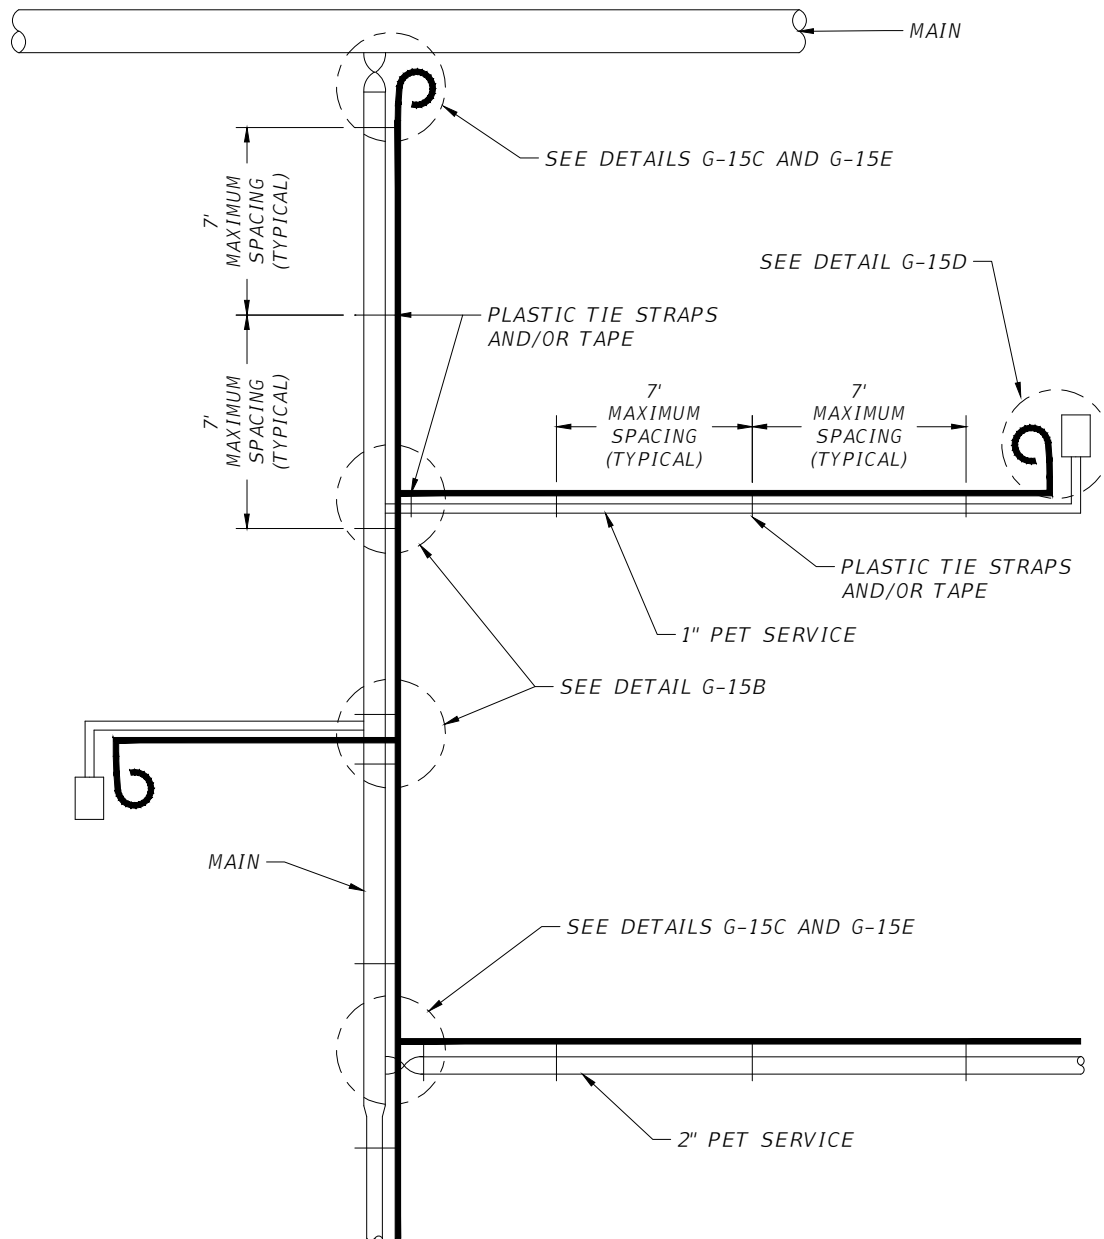 MAIN
SEE DETAILS G-15C AND G-15E
7'
MAXIMUM
SPACING
(TYPICAL)
SEE DETAIL G-15D
PLASTIC TIE STRAPS
AND/OR TAPE
7'
MAXIMUM
SPACING
(TYPICAL)
7'
MAXIMUM
SPACING
(TYPICAL)
7'
MAXIMUM
SPACING
(TYPICAL)
PLASTIC TIE STRAPS
AND/OR TAPE
1" PET SERVICE
SEE DETAIL G-15B
MAIN
SEE DETAILS G-15C AND G-15E
2" PET SERVICE